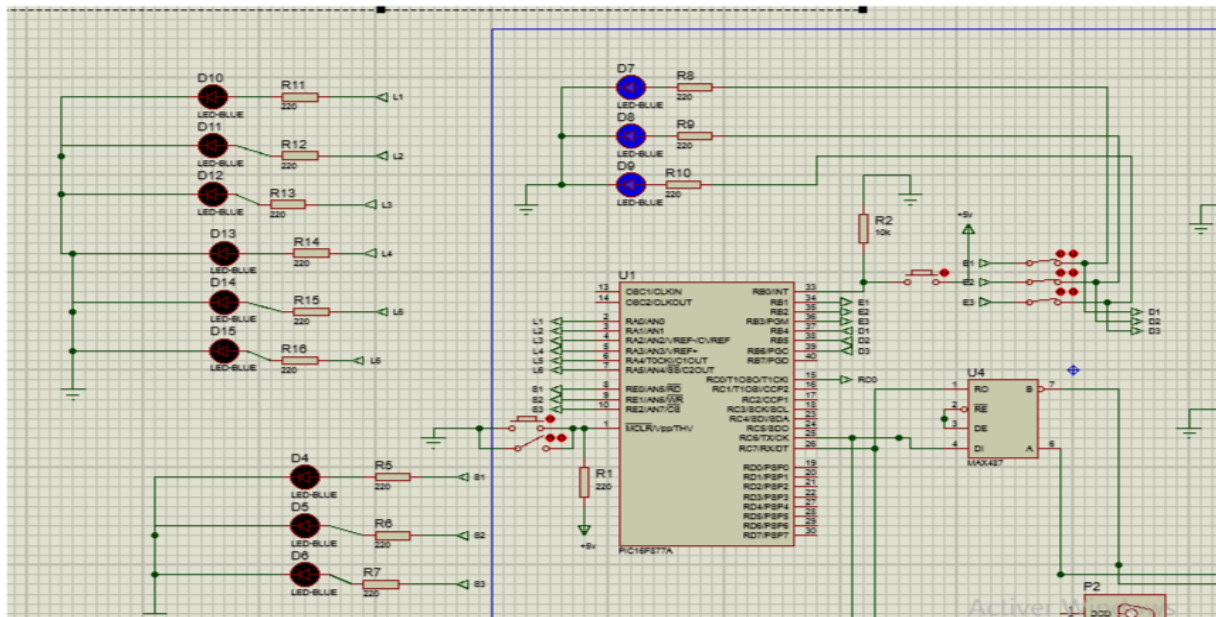 D10
R11
LED-BLUE
220
L1
D11
R12
LED-BLUE
220
L2
D12
R13
LED-BLUE
220
L3
D13
R14
LED-BLUE
220
L4
D14
R15
LED-BLUE
220
L5
D15
R16
LED-BLUE
220
D7
R8
LED-BLUE
220
D8
R9
LED-BLUE
220
D9
R10
LED-BLUE
220
R2
10k
+5v
E1
E2
E3
D1
D2
D3
U1
13 OSC1/CLKIN RB0/INT 33
14 OSC2/CLKOUT RB1 34 E1
RB2 35 E2
L1 2 RA0/AN0 RB3/PGM 36 E3
L2 3 RA1/AN1 RB4 37 D1
L3 4 RA2/AN2/VREF-/CVREF RB5 38 D2
L4 5 RA3/AN3/VREF+ RB6/PGC 39 D3
L5 6 RA4/T0CKI/C1OUT RB7/PGD 40
L6 7 RA5/AN4/SS/C2OUT
RC0/T1OSO/T1CKI 15 RC0
8 RE0/AN5/RD RC1/T1OSI/CCP2 16
9 RE1/AN6/WR RC2/CCP1 17
10 RE2/AN7/CS RC3/SCK/SCL 18
RC4/SDI/SDA 23
1 MCLR/Vpp/THV RC5/SDO 24
RC6/TX/CK 25
RC7/RX/DT 26
RD0/PSP0 19
RD1/PSP1 20
RD2/PSP2 21
RD3/PSP3 22
RD4/PSP4 27
RD5/PSP5 28
RD6/PSP6 29
RD7/PSP7 30
PIC16F877A
R1
220
+5v
U4
1 RO B 7
2 RE
3 DE
4 DI A 6
MAX487
D4
R5
LED-BLUE
220
D5
R6
LED-BLUE
220
D6
R7
LED-BLUE
220
P2
Activer Windows